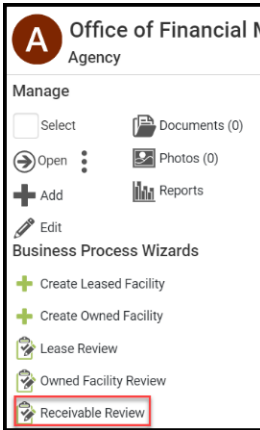 A
Office of Financial
Agency
Manage
Select
Documents (0)
Open
Photos (0)
Add
Reports
Edit
Business Process Wizards
Create Leased Facility
Create Owned Facility
Lease Review
Owned Facility Review
Receivable Review